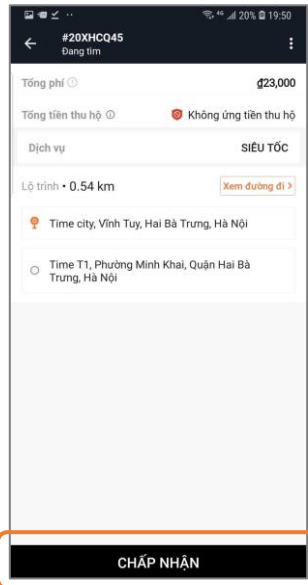 4G 20% 19:50
#20XHCQ45
Đang tìm
Tổng phí
₫23,000
Tổng tiền thu hộ
Không ứng tiền thu hộ
Dịch vụ
SIÊU TỐC
Lộ trình • 0.54 km
Xem đường đi >
Time city, Vĩnh Tuy, Hai Bà Trưng, Hà Nội
Time T1, Phường Minh Khai, Quận Hai Bà
Trưng, Hà Nội
CHẤP NHẬN